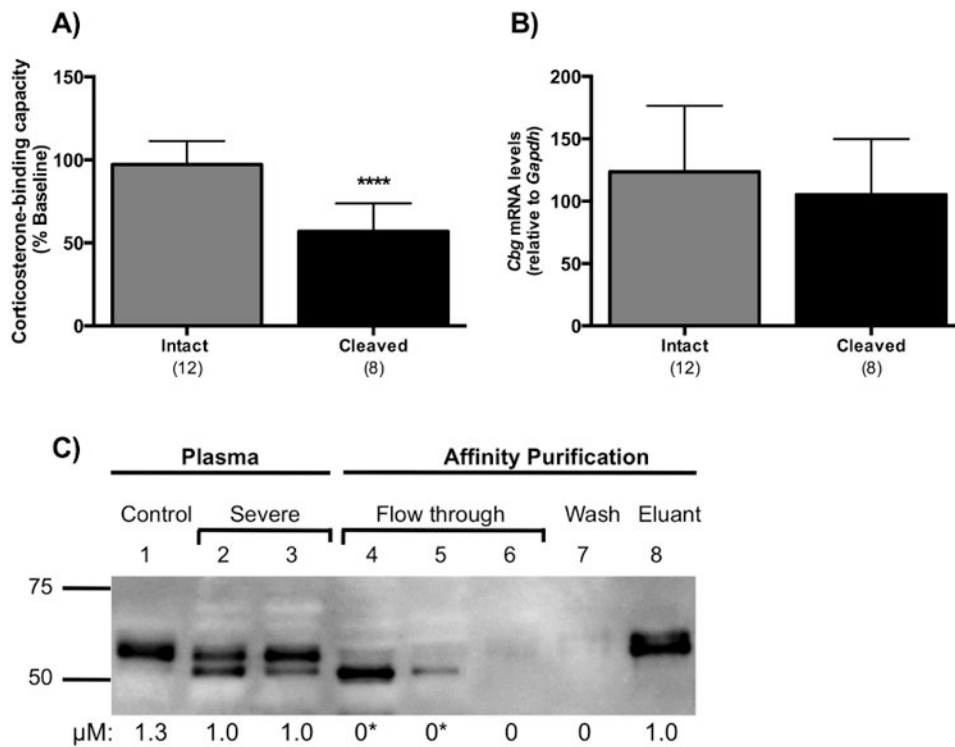 A)
Corticosterone-binding capacity
(% Baseline)
150
100
50
0
****
Intact
(12)
Cleaved
(8)
B)
Cbg mRNA levels
(relative to Gapdh)
200
150
100
50
0
Intact
(12)
Cleaved
(8)
C)
Plasma Affinity Purification
Control Severe Flow through Wash Eluant
1 2 3 4 5 6 7 8
75
50
µM: 1.3 1.0 1.0 0* 0* 0 0 1.0